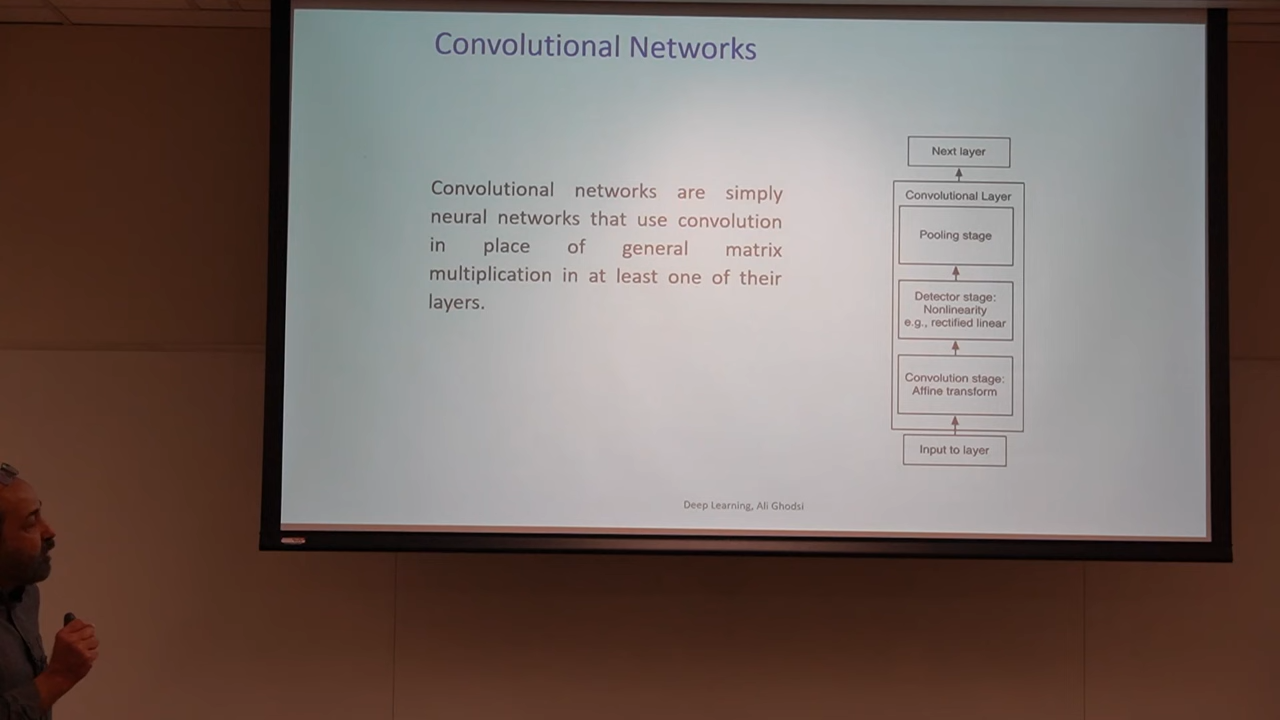 Convolutional Networks
Convolutional networks are simply
neural networks that use convolution
in place of general matrix
multiplication in at least one of their
layers.
Next layer
Convolutional Layer
Pooling stage
Detector stage:
Nonlinearity
e.g., rectified linear
Convolution stage:
Affine transform
Input to layer
Deep Learning, Ali Ghodsi